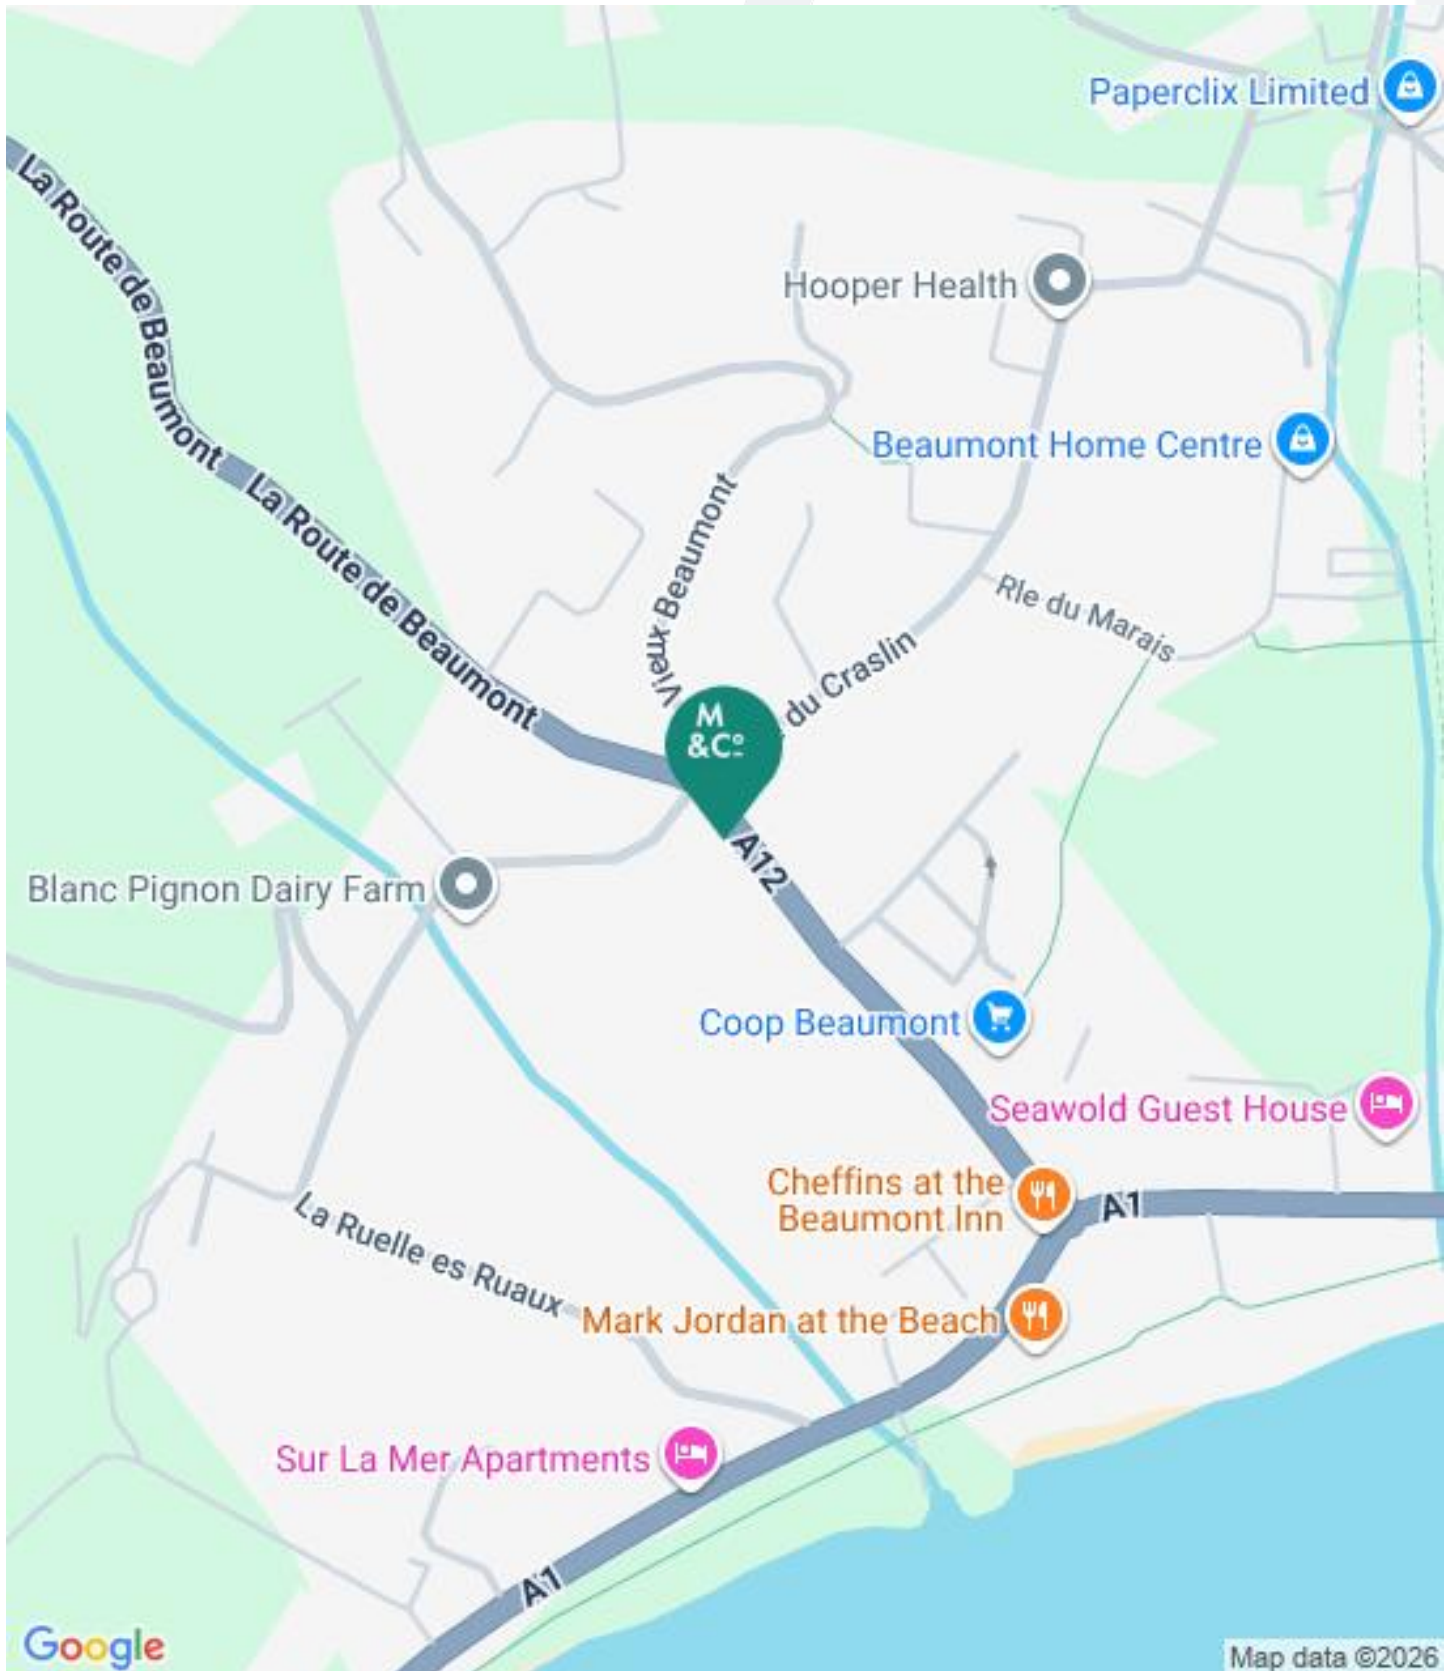 Paperclix Limited
La Route de Beaumont
Hooper Health
Beaumont Home Centre
La Route de Beaumont
Vieux Beaumont
Rle du Marais
du Craslin
M
&Cº
A12
Blanc Pignon Dairy Farm
Coop Beaumont
Seawold Guest House
Cheffins at the
Beaumont Inn
A1
La Ruelle es Ruaux
Mark Jordan at the Beach
Sur La Mer Apartments
A1
Google
Map data ©2026